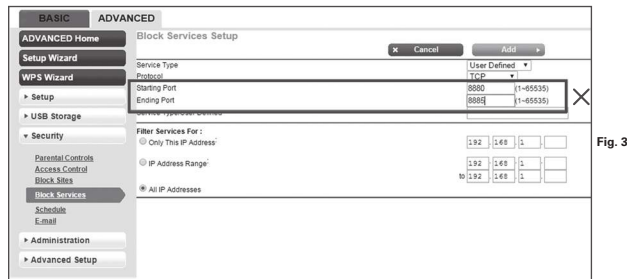 BASIC ADVANCED
ADVANCED Home
Setup Wizard
WPS Wizard
▸ Setup
▸ USB Storage
▾ Security
Parental Controls
Access Control
Block Sites
Block Services
Schedule
E-mail
▸ Administration
▸ Advanced Setup
Block Services Setup
× Cancel Add ▸
Service Type User Defined ▼
Protocol TCP ▼
Starting Port 8880 (1~65535)
Ending Port 8885 (1~65535)
Service Type/User Defined
Filter Services For :
Only This IP Address: 192 . 168 . 1 .
IP Address Range: 192 . 168 . 1 .
to 192 . 168 . 1 .
All IP Addresses
Fig. 3